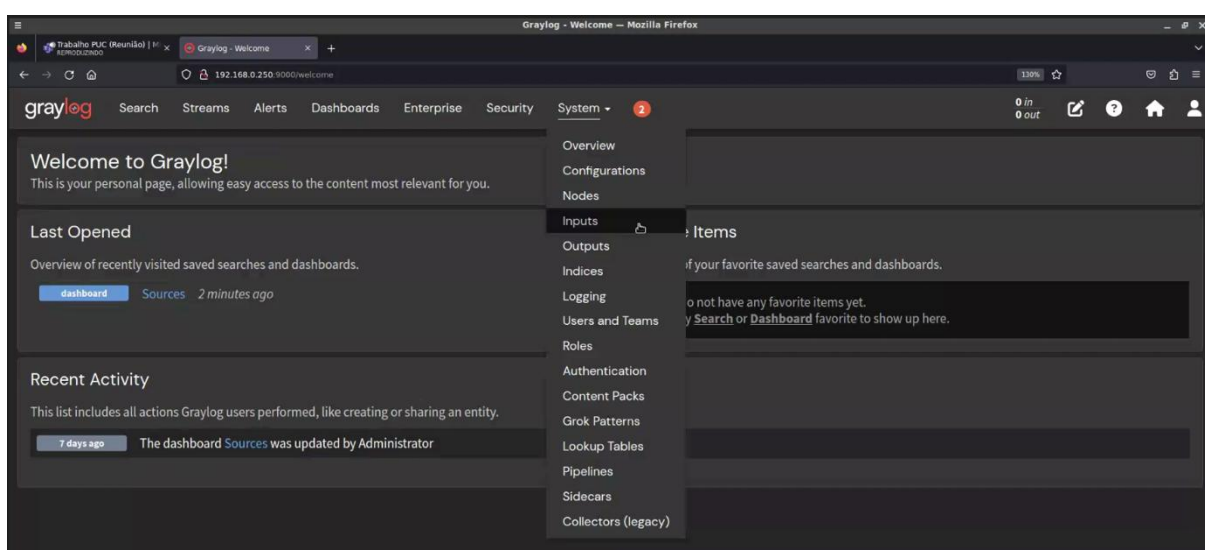 Graylog - Welcome — Mozilla Firefox
Trabalho PUC (Reunião) | M
REPRODUZINDO
Graylog - Welcome
192.168.0.250:9000/welcome
130%
graylog Search Streams Alerts Dashboards Enterprise Security System 2
0 in
0 out
Overview
Configurations
Nodes
Inputs
Outputs
Indices
Logging
Users and Teams
Roles
Authentication
Content Packs
Grok Patterns
Lookup Tables
Pipelines
Sidecars
Collectors (legacy)
Welcome to Graylog!
This is your personal page, allowing easy access to the content most relevant for you.
Last Opened
Overview of recently visited saved searches and dashboards.
dashboard Sources 2 minutes ago
Items
of your favorite saved searches and dashboards.
o not have any favorite items yet.
y Search or Dashboard favorite to show up here.
Recent Activity
This list includes all actions Graylog users performed, like creating or sharing an entity.
7 days ago The dashboard Sources was updated by Administrator